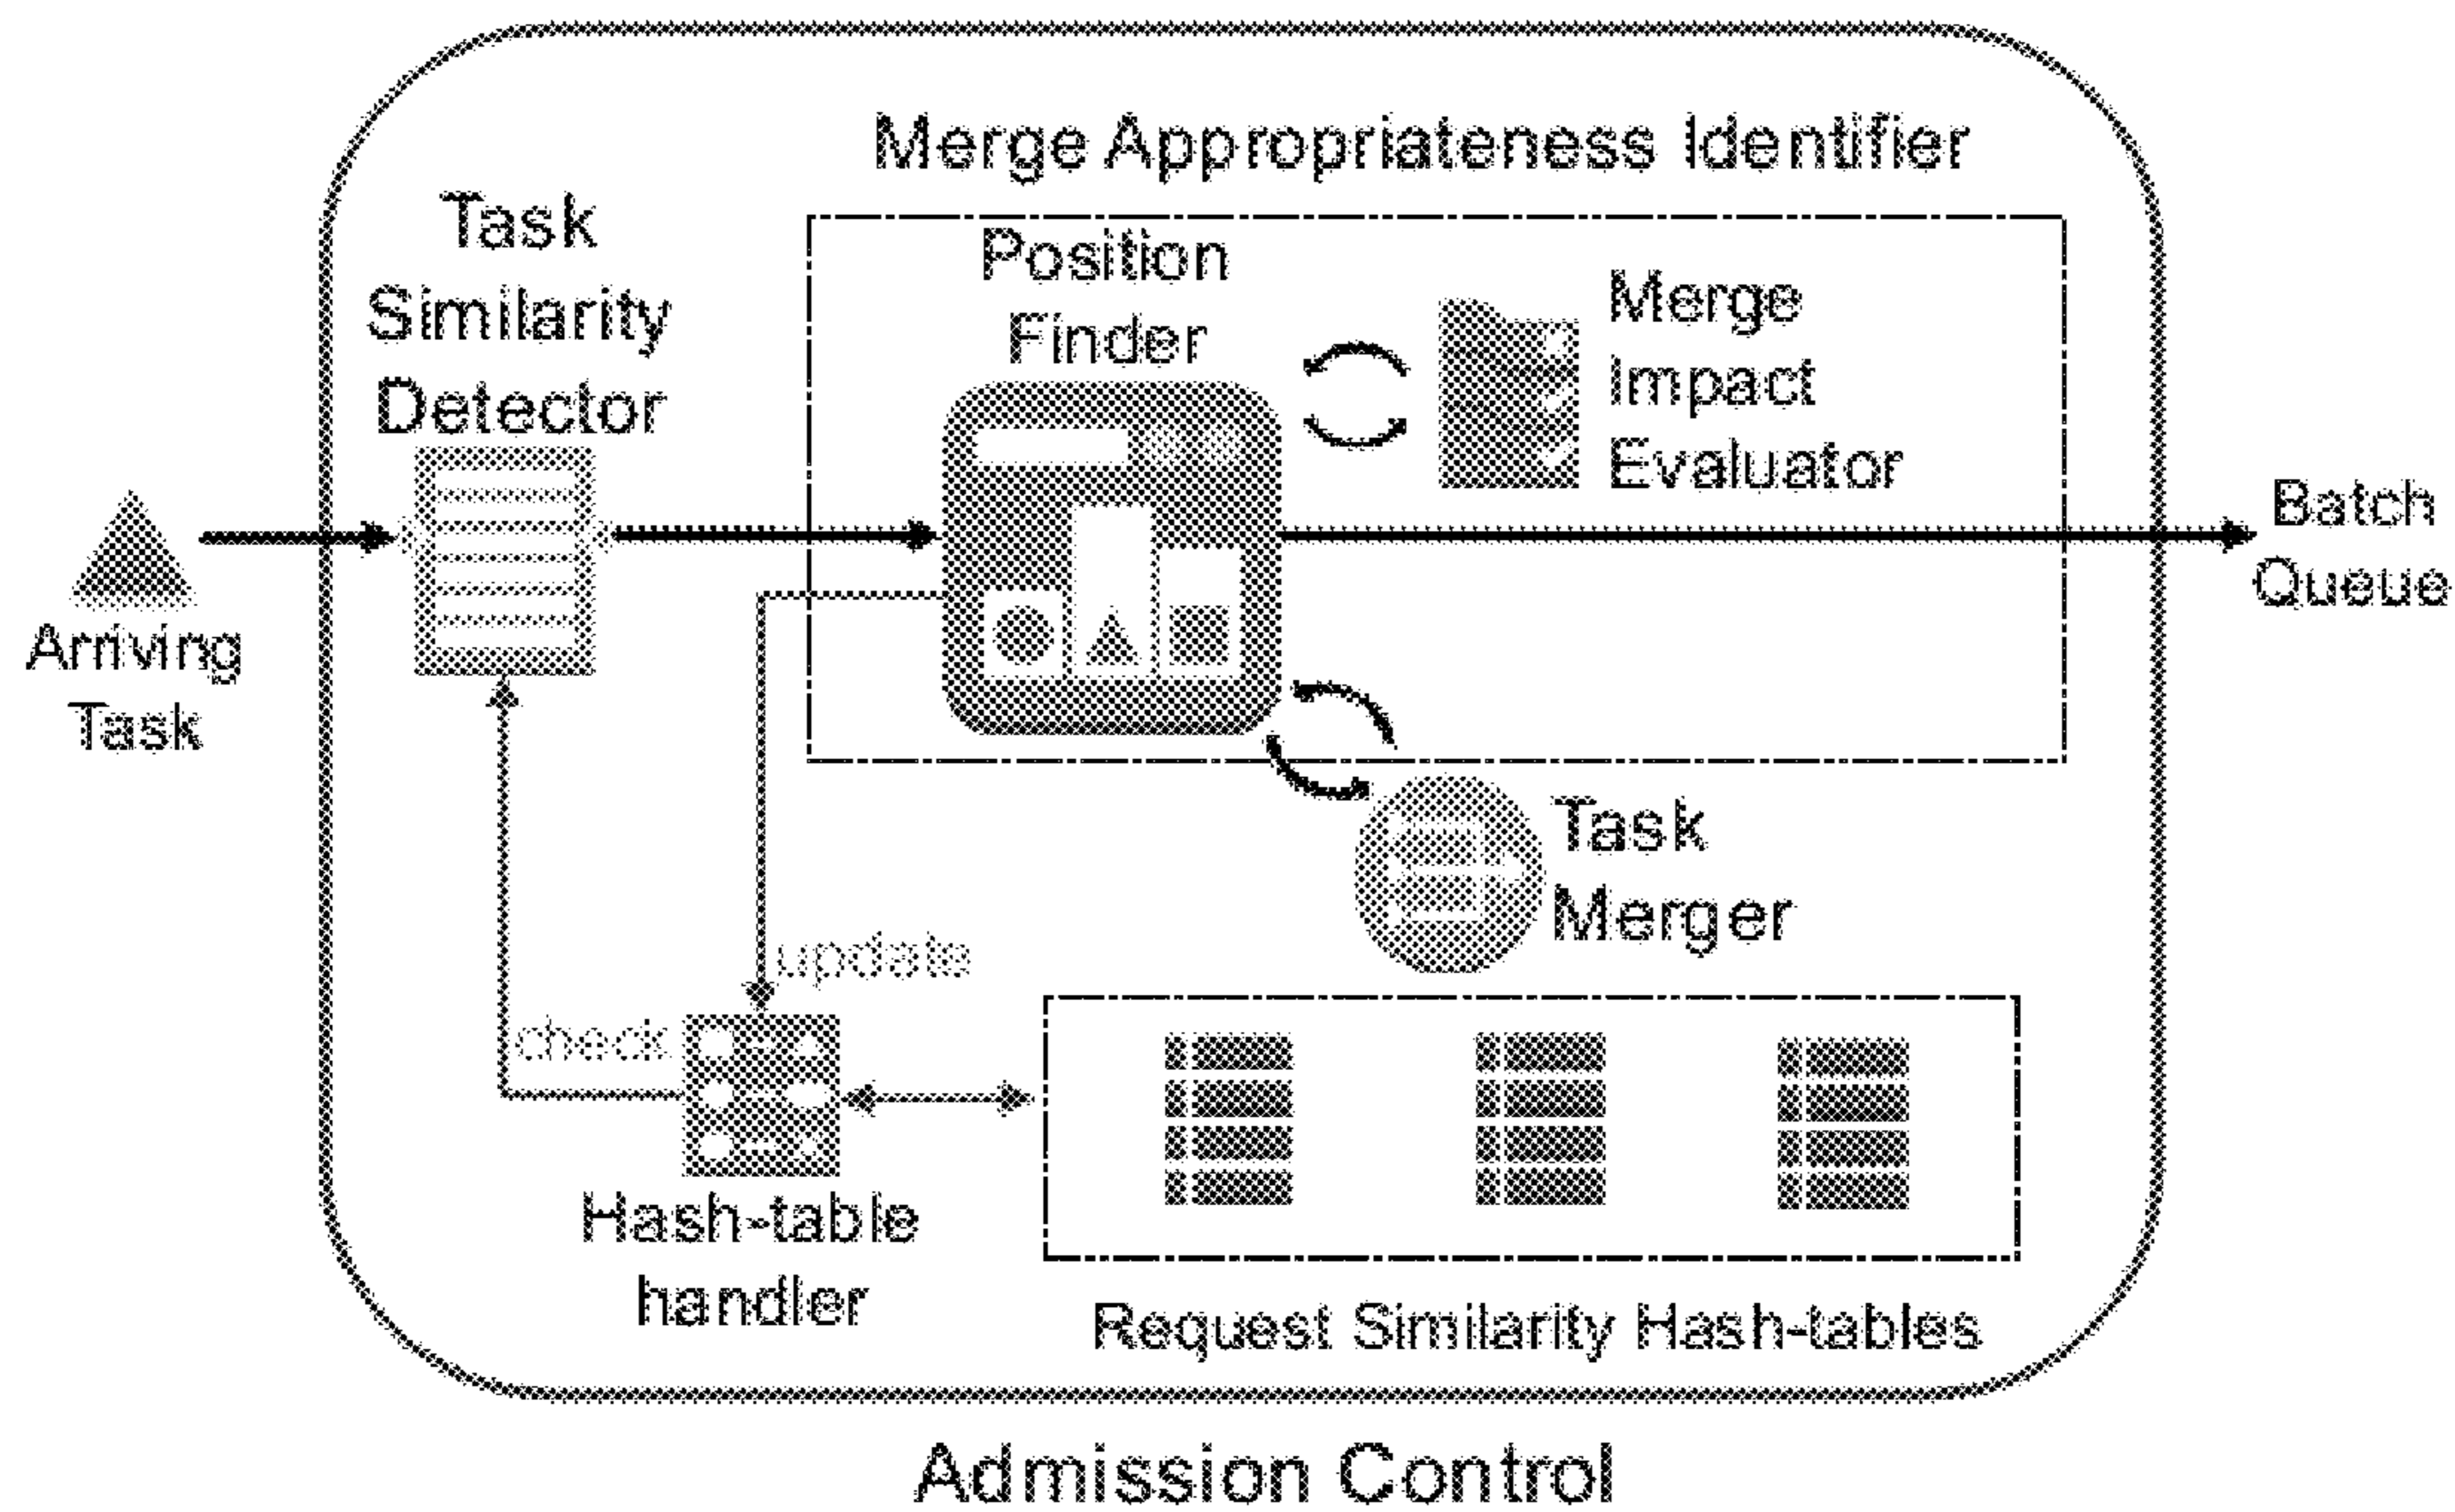 Merge Appropriateness Identifier
Task
Similarity
Detector
Position
Finder
Merge
Impact
Evaluator
Batch
Queue
Arriving
Task
Task
Merger
update
check
Hash-table
handler
Request Similarity Hash-tables
Admission Control